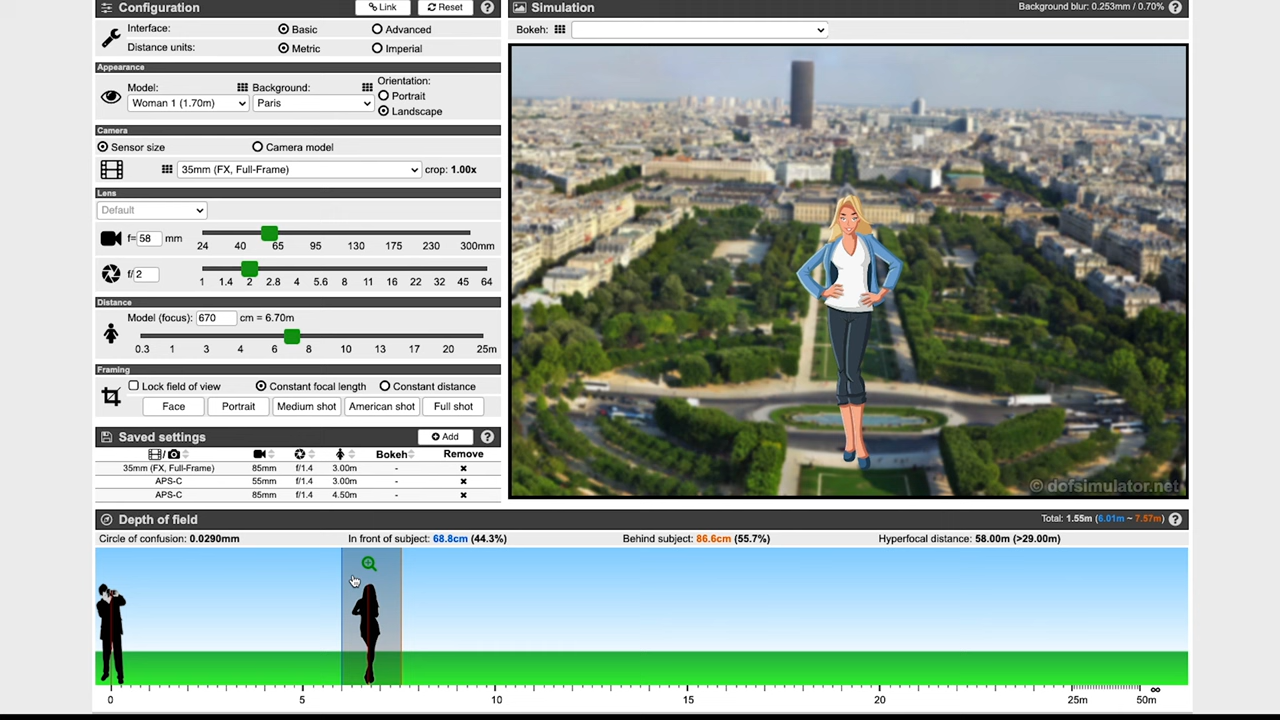 Configuration
Link
Reset
?
Interface:
Basic
Advanced
Distance units:
Metric
Imperial
Appearance
Model:
Background:
Orientation:
Woman 1 (1.70m)
Paris
Portrait
Landscape
Camera
Sensor size
Camera model
35mm (FX, Full-Frame)
crop: 1.00x
Lens
Default
f= 58 mm
24 40 65 95 130 175 230 300mm
f/ 2
1 1.4 2 2.8 4 5.6 8 11 16 22 32 45 64
Distance
Model (focus): 670 cm = 6.70m
0.3 1 3 4 6 8 10 13 17 20 25m
Framing
Lock field of view
Constant focal length
Constant distance
Face
Portrait
Medium shot
American shot
Full shot
Saved settings
Add
?
/
Bokeh
Remove
35mm (FX, Full-Frame) 85mm f/1.4 3.00m -
APS-C 55mm f/1.4 3.00m -
APS-C 85mm f/1.4 4.50m -
Simulation
Background blur: 0.253mm / 0.70%
?
Bokeh:
© dofsimulator.net
Depth of field
Total: 1.55m (6.01m ~ 7.57m)
?
Circle of confusion: 0.0290mm
In front of subject: 68.8cm (44.3%)
Behind subject: 86.6cm (55.7%)
Hyperfocal distance: 58.00m (>29.00m)
0 5 10 15 20 25m 50m ∞